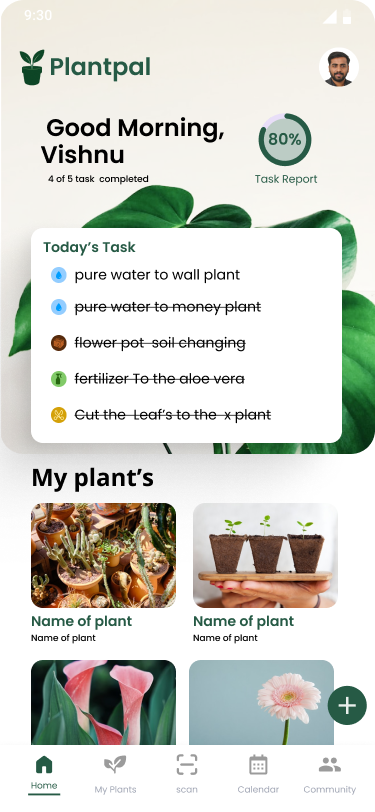 9:30
Plantpal
Good Morning,
Vishnu
80%
4 of 5 task completed
Task Report
Today's Task
pure water to wall plant
pure water to money plant
flower pot soil changing
fertilizer To the aloe vera
Cut the Leaf's to the x plant
My plant's
Name of plant
Name of plant
Name of plant
Name of plant
Home
My Plants
scan
Calendar
Community